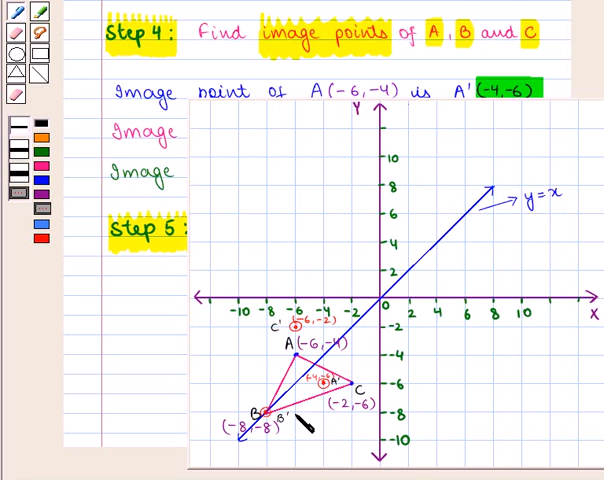 Step 4: Find image points of A, B and C
Image point of A(-6,-4) is A'(-4,-6)
Image
Image
Step 5:
Y
10
8
6
4
2
y=x
-10 -8 -6 -4 -2 0 2 4 6 8 10
X
C' (-6,-2)
-2
A(-6,-4)
-4
(-4,-6) A'
-6
C
(-2,-6)
B B'
-8
(-8,-8)
-10